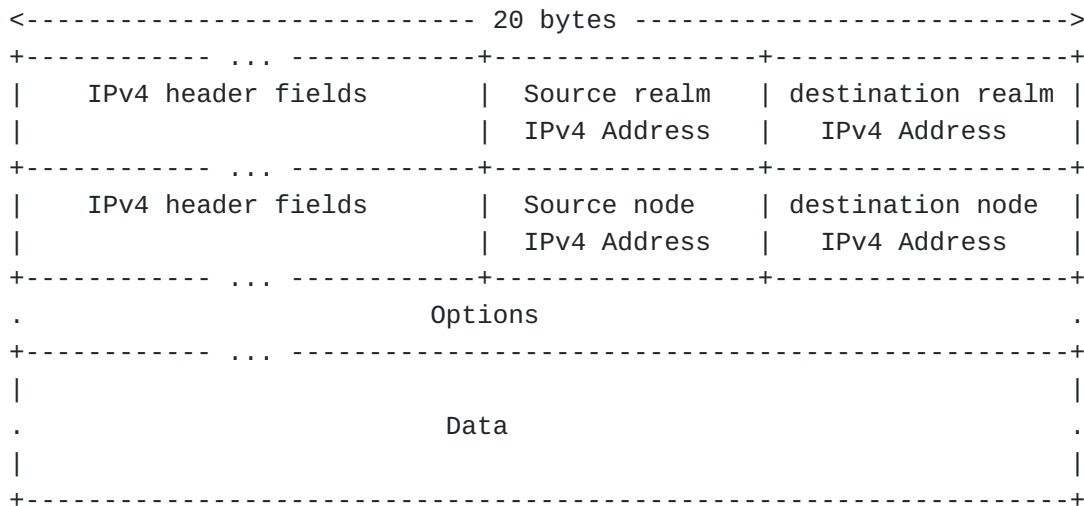 <---------------------------- 20 bytes ---------------------------->
+------------ ... ------------+-----------------+-------------------+
|     IPv4 header fields      |   Source realm  | destination realm |
|                             |   IPv4 Address  |    IPv4 Address   |
+------------ ... ------------+-----------------+-------------------+
|     IPv4 header fields      |   Source node   | destination node  |
|                             |   IPv4 Address  |    IPv4 Address   |
+------------ ... ------------+-----------------+-------------------+
.                          Options                                  .
+------------ ... --------------------------------------------------+
|                                                                   |
.                           Data                                    .
|                                                                   |
+-------------------------------------------------------------------+